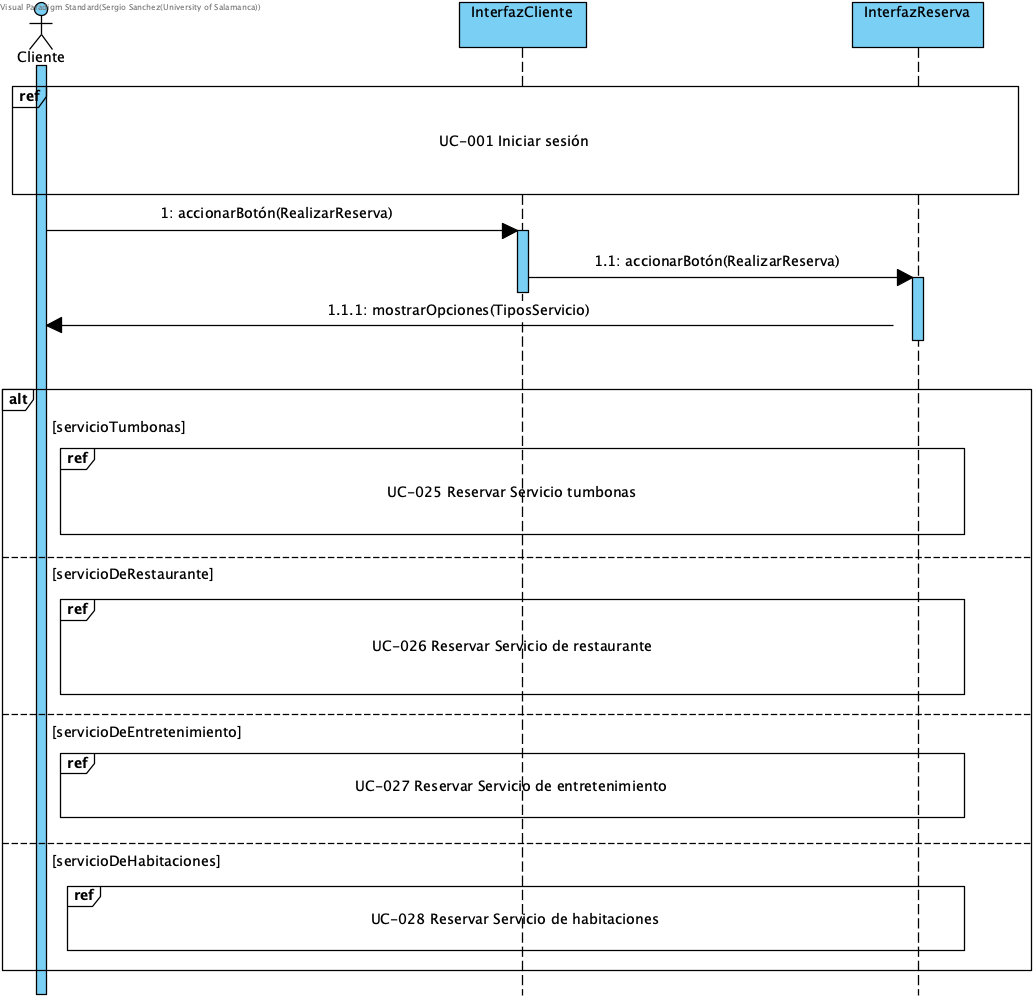 Visual Paradigm Standard(Sergio Sanchez(University of Salamanca))
InterfazCliente
InterfazReserva
Cliente
ref
UC-001 Iniciar sesión
1: accionarBotón(RealizarReserva)
1.1: accionarBotón(RealizarReserva)
1.1.1: mostrarOpciones(TiposServicio)
alt
[servicioTumbonas]
ref
UC-025 Reservar Servicio tumbonas
[servicioDeRestaurante]
ref
UC-026 Reservar Servicio de restaurante
[servicioDeEntretenimiento]
ref
UC-027 Reservar Servicio de entretenimiento
[servicioDeHabitaciones]
ref
UC-028 Reservar Servicio de habitaciones